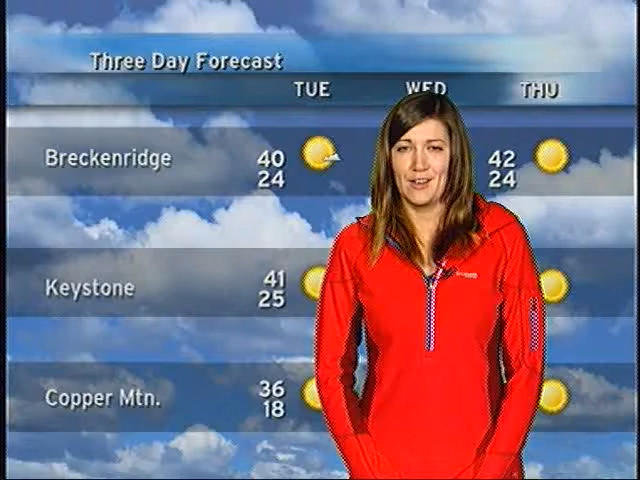 Three Day Forecast
TUE WED THU
Breckenridge 40 42
24 24
Keystone 41
25
Copper Mtn. 36
18